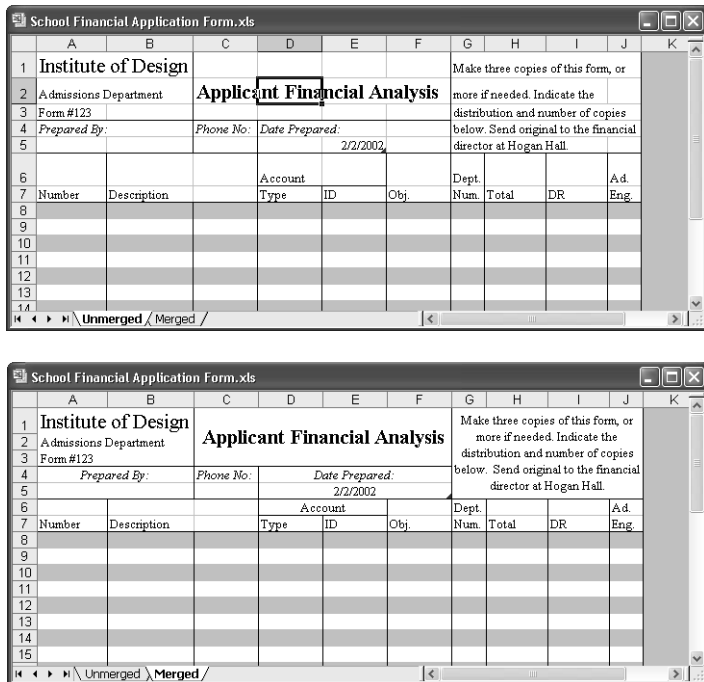 School Financial Application Form.xls
A B C D E F G H I J K
1 Institute of Design Make three copies of this form, or
2 Admissions Department Applicant Financial Analysis more if needed. Indicate the
3 Form #123 distribution and number of copies
4 Prepared By: Phone No: Date Prepared: below. Send original to the financial
5 2/2/2002 director at Hogan Hall.
6 Account Dept. Ad.
7 Number Description Type ID Obj. Num. Total DR Eng.
8
9
10
11
12
13
14
Unmerged Merged
School Financial Application Form.xls
A B C D E F G H I J K
1 Institute of Design Make three copies of this form, or
2 Admissions Department Applicant Financial Analysis more if needed. Indicate the
3 Form #123 distribution and number of copies
4 Prepared By: Phone No: Date Prepared: below. Send original to the financial
5 2/2/2002 director at Hogan Hall.
6 Account Dept. Ad.
7 Number Description Type ID Obj. Num. Total DR Eng.
8
9
10
11
12
13
14
15
Unmerged Merged